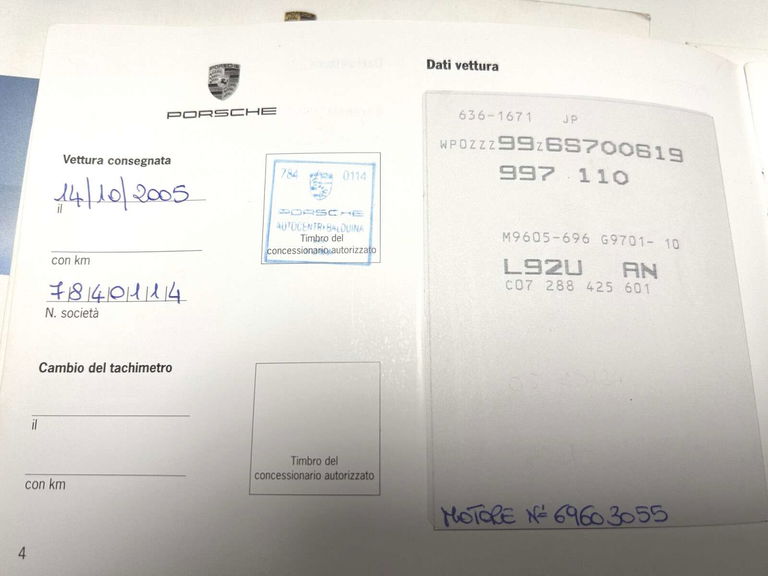 PORSCHE
Vettura consegnata
14/10/2005
il
784 0114
PORSCHE
AUTOCENTRI BALDUINA
Timbro del
concessionario autorizzato
con km
7840114
N. società
Cambio del tachimetro
il
Timbro del
concessionario autorizzato
con km
4
Dati vettura
636-1671 JP
WP0ZZZ99Z6S700619
997 110
M9605-696 G9701- 10
L92U AN
C07 288 425 601
MOTORE N° 69603055